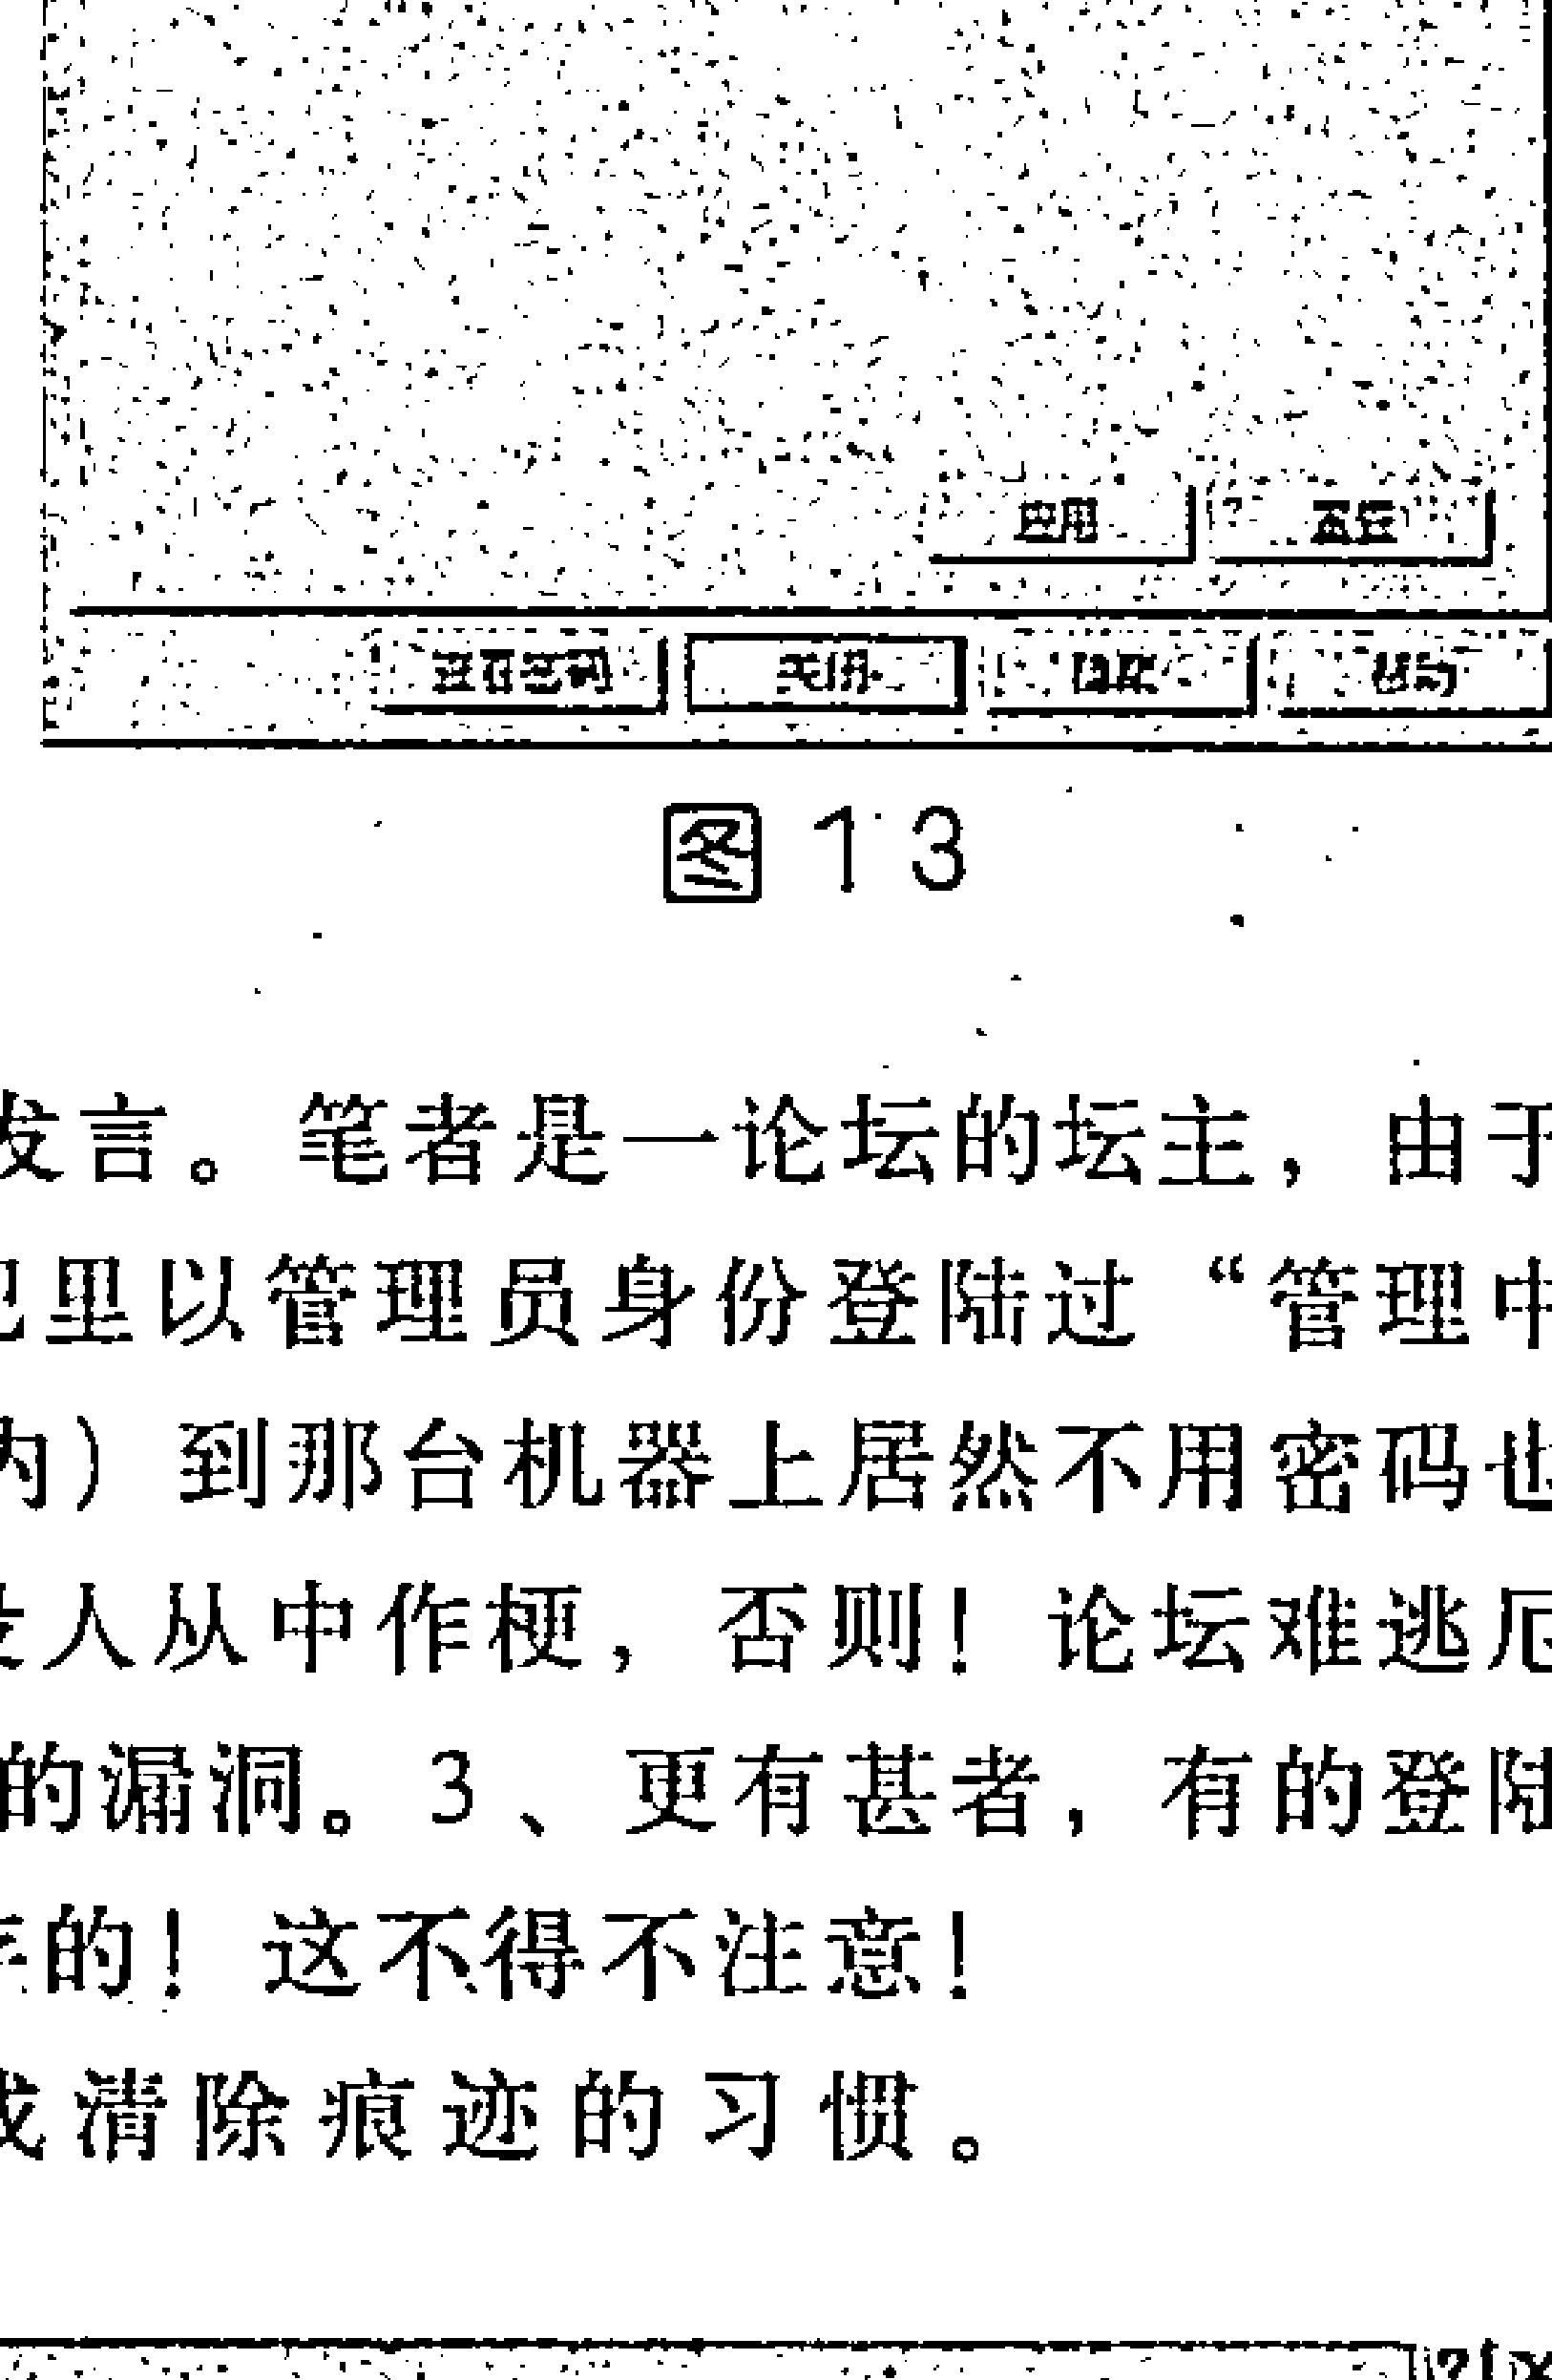 应用
图 13
发言。笔者是一论坛的坛主，由于
里以管理员身份登陆过“管理中
内）到那台机器上居然不用密码也
人从中作梗，否则！论坛难逃厄
的漏洞。3、更有甚者，有的登陆
的！这不得不注意！
成清除痕迹的习惯。